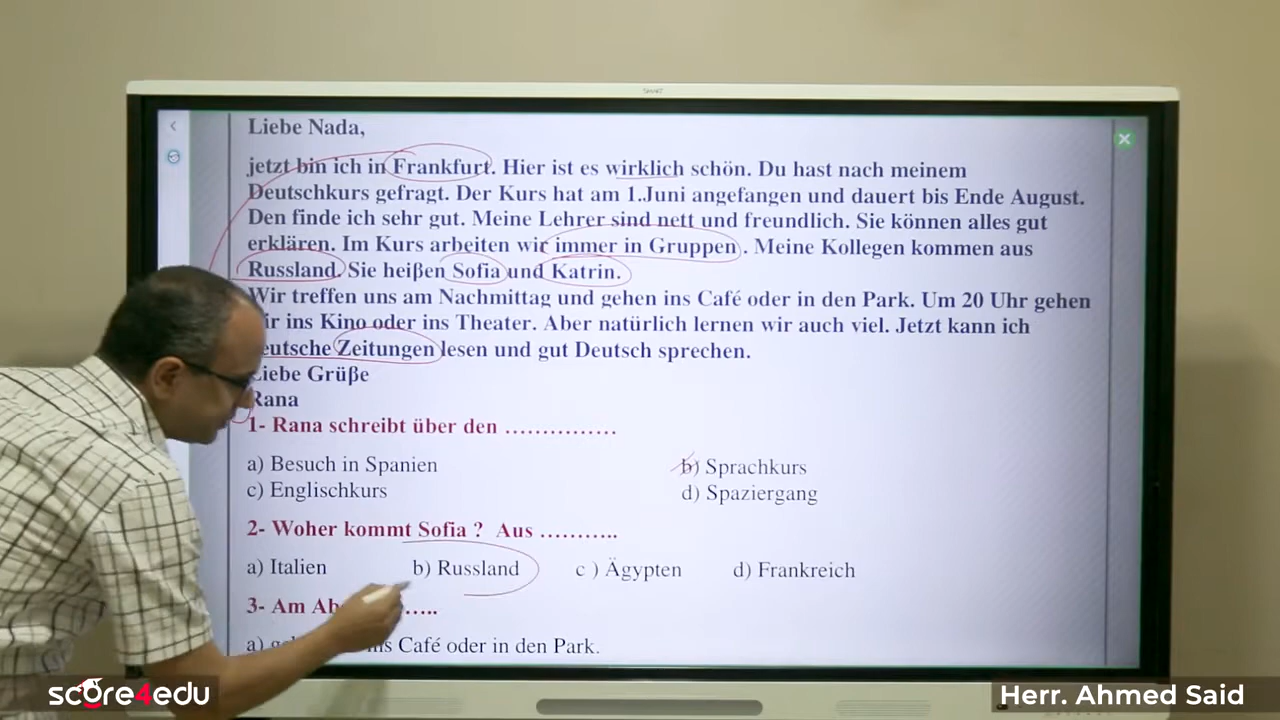 SMART
Liebe Nada,
jetzt bin ich in Frankfurt. Hier ist es wirklich schön. Du hast nach meinem
Deutschkurs gefragt. Der Kurs hat am 1.Juni angefangen und dauert bis Ende August.
Den finde ich sehr gut. Meine Lehrer sind nett und freundlich. Sie können alles gut
erklären. Im Kurs arbeiten wir immer in Gruppen . Meine Kollegen kommen aus
Russland. Sie heißen Sofia und Katrin.
Wir treffen uns am Nachmittag und gehen ins Café oder in den Park. Um 20 Uhr gehen
ir ins Kino oder ins Theater. Aber natürlich lernen wir auch viel. Jetzt kann ich
eutsche Zeitungen lesen und gut Deutsch sprechen.
Liebe Grüße
Rana
1- Rana schreibt über den ……………
a) Besuch in Spanien b) Sprachkurs
c) Englischkurs d) Spaziergang
2- Woher kommt Sofia ? Aus ………..
a) Italien b) Russland c ) Ägypten d) Frankreich
3- Am …..
a) ins Café oder in den Park.
score4edu
Herr. Ahmed Said